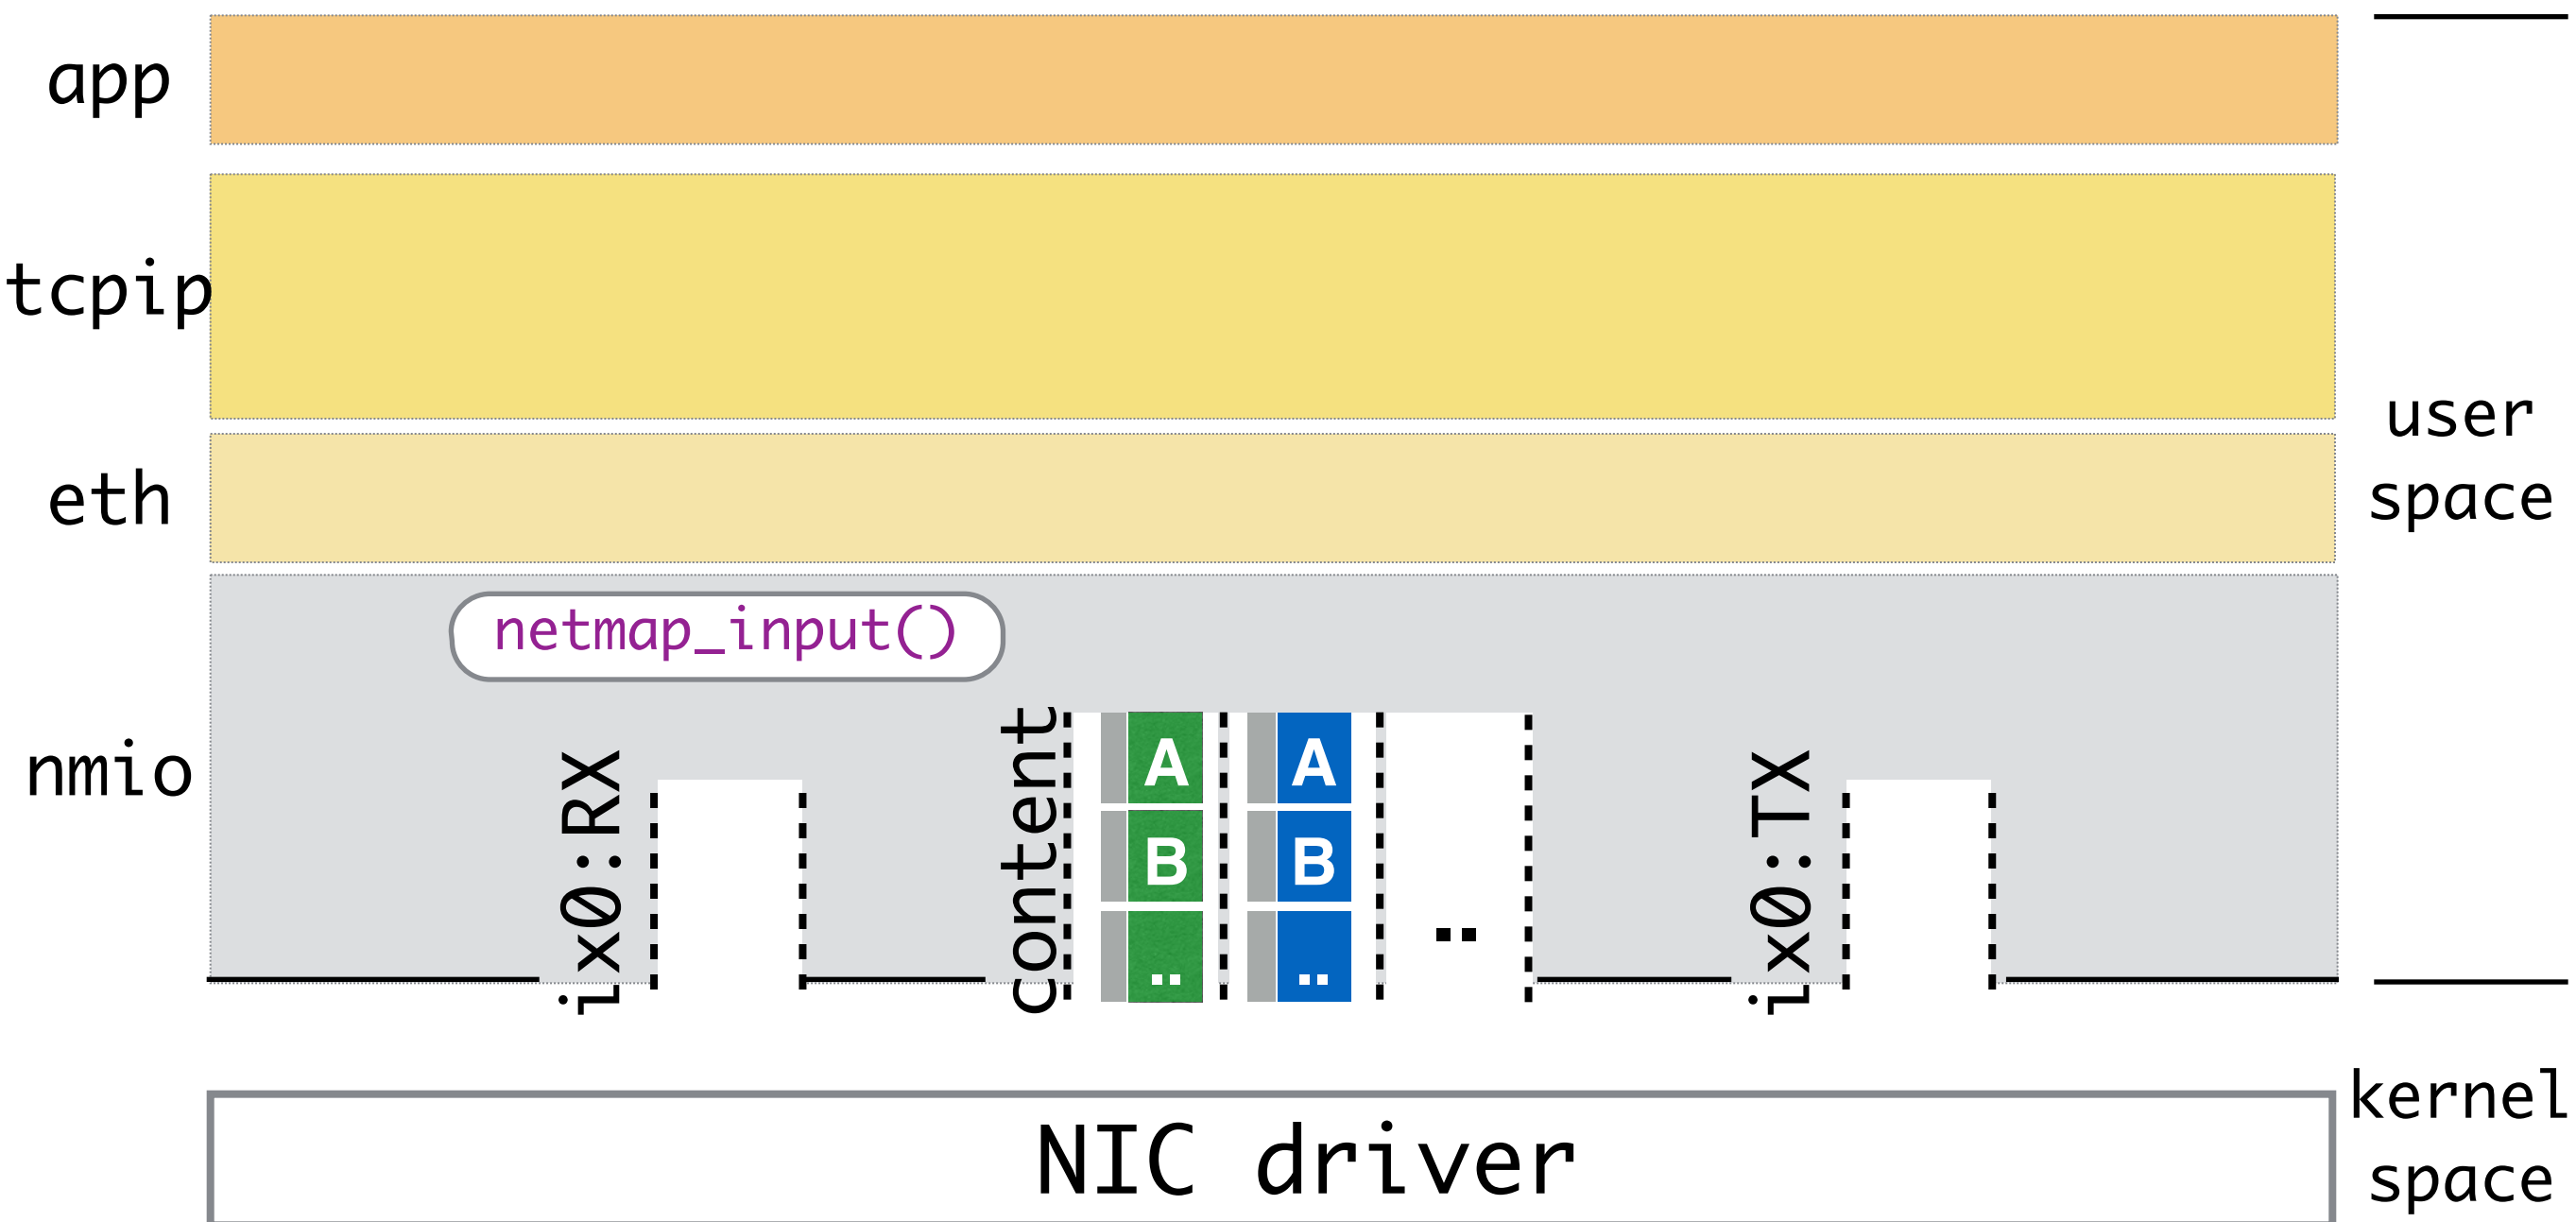 app
tcpip
user
eth
space
netmap_input()
nmio
ix0:RX
content
A
A
B
B
..
..
..
ix0:TX
kernel
NIC driver
space